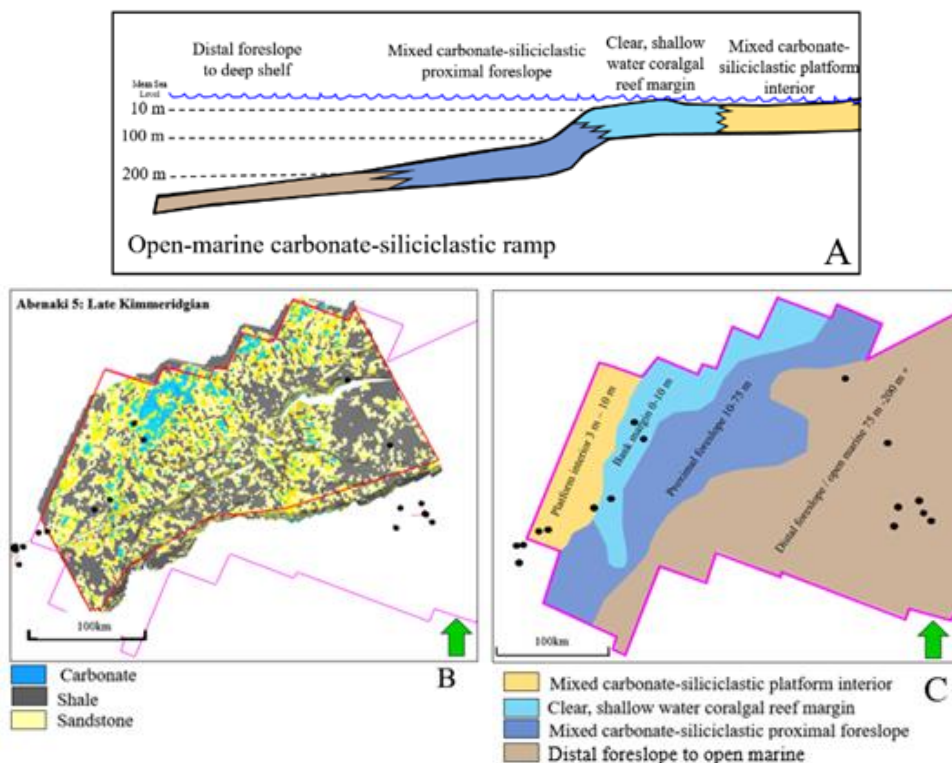 Distal foreslope
to deep shelf
Mixed carbonate-siliciclastic
proximal foreslope
Clear, shallow
water coralgal
reef margin
Mixed carbonate-
siliciclastic platform
interior
Mean Sea
Level
10 m
100 m
200 m
Open-marine carbonate-siliciclastic ramp
A
Abenaki 5: Late Kimmeridgian
100km
B
Carbonate
Shale
Sandstone
Platform interior 3 m – 10 m
Bank margin 0-10 m
Proximal foreslope 10-75 m
Distal foreslope / open marine 75 m -200 m +
100km
C
Mixed carbonate-siliciclastic platform interior
Clear, shallow water coralgal reef margin
Mixed carbonate-siliciclastic proximal foreslope
Distal foreslope to open marine